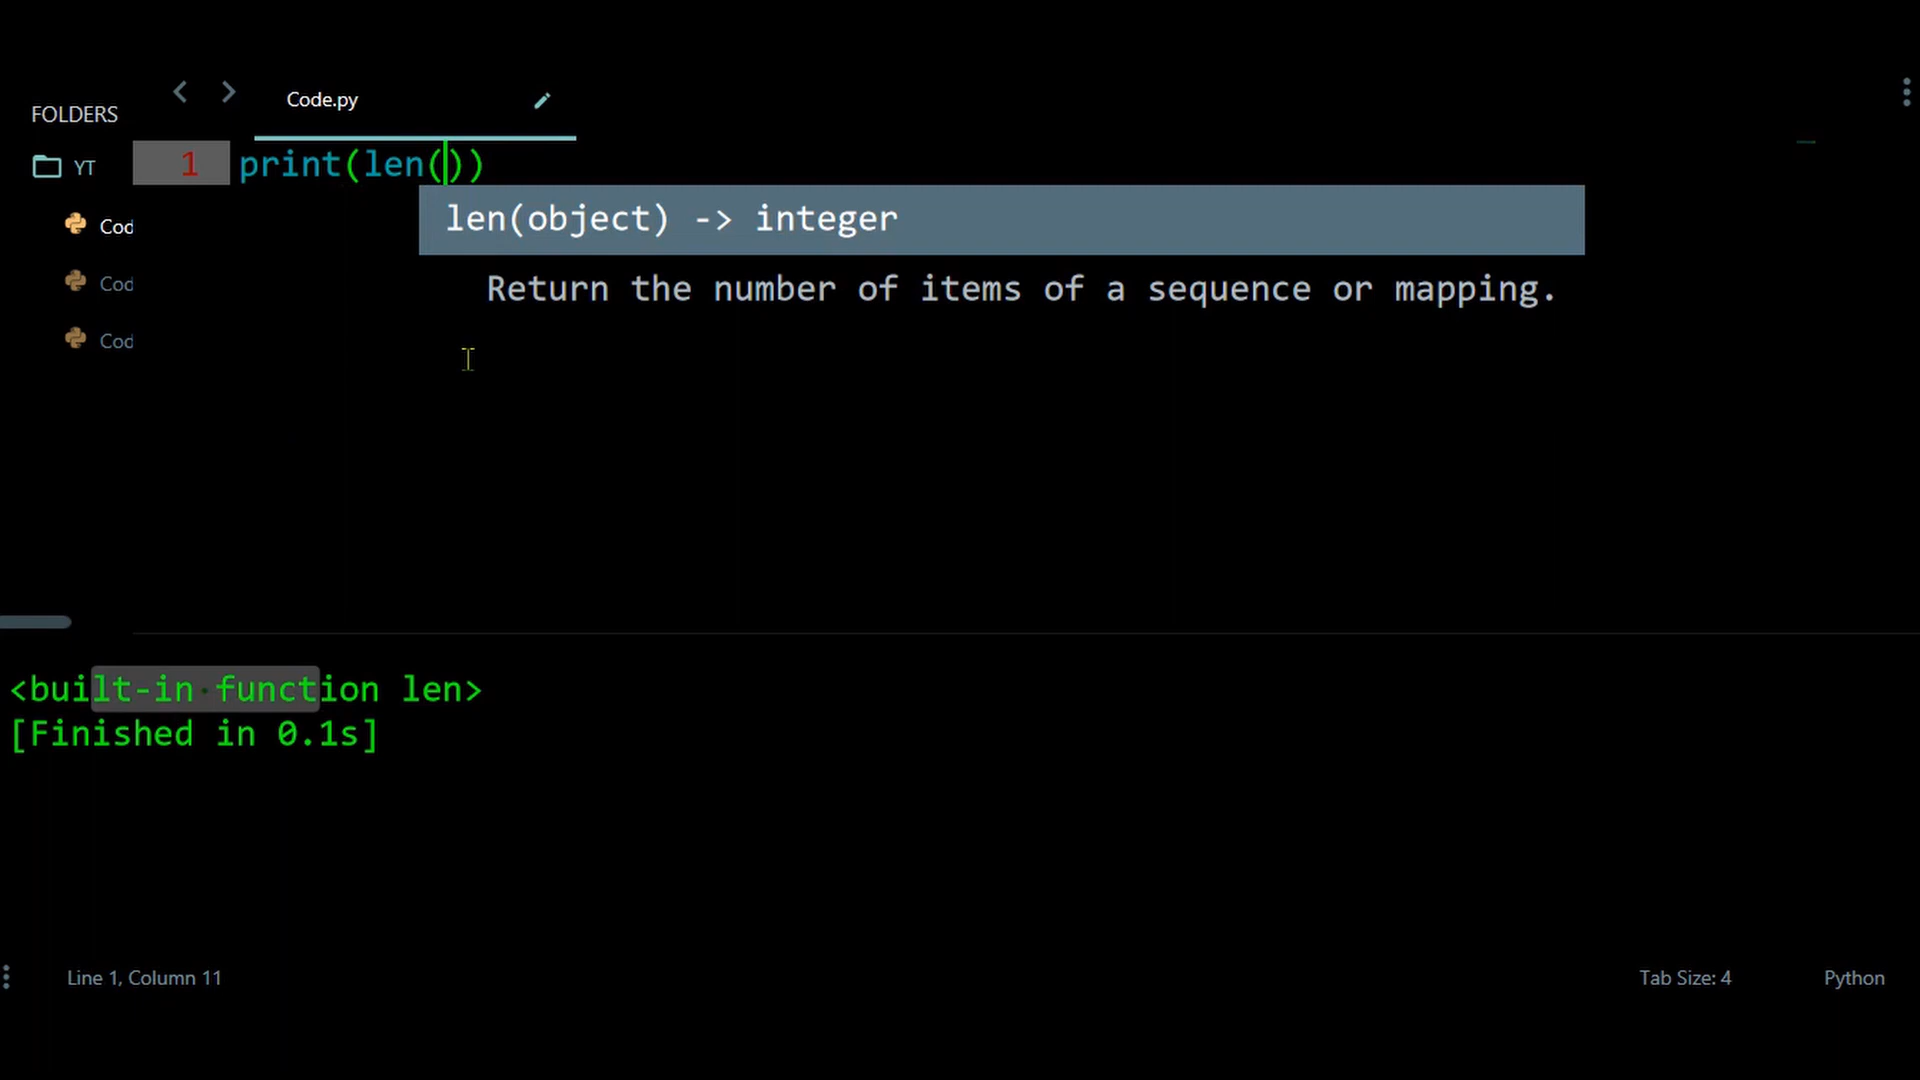 Code.py
FOLDERS
YT
1 print(len())
len(object) -> integer
Return the number of items of a sequence or mapping.
Cod
Cod
Cod
<built-in function len>
[Finished in 0.1s]
Line 1, Column 11
Tab Size: 4
Python